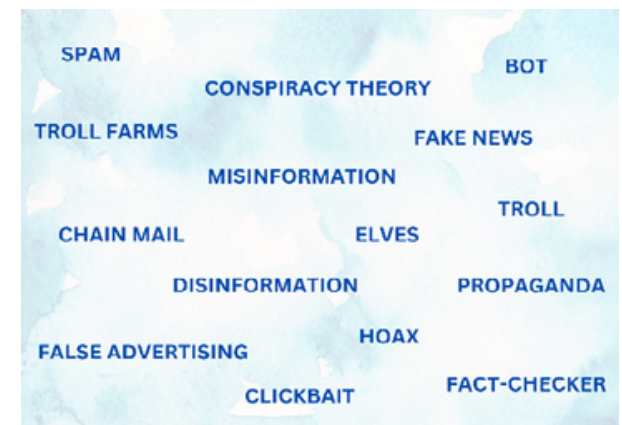 SPAM
BOT
CONSPIRACY THEORY
TROLL FARMS
FAKE NEWS
MISINFORMATION
TROLL
CHAIN MAIL
ELVES
DISINFORMATION
PROPAGANDA
HOAX
FALSE ADVERTISING
FACT-CHECKER
CLICKBAIT